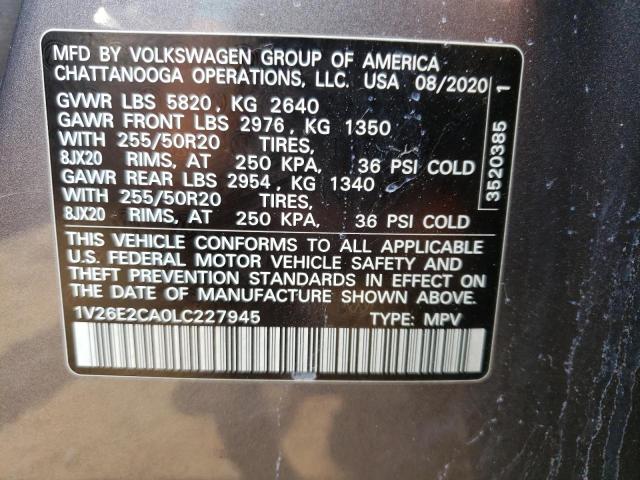 MFD BY VOLKSWAGEN GROUP OF AMERICA
CHATTANOOGA OPERATIONS, LLC. USA 08/2020
GVWR LBS 5820, KG 2640
GAWR FRONT LBS 2976, KG 1350
WITH 255/50R20 TIRES,
8JX20 RIMS, AT 250 KPA, 36 PSI COLD
GAWR REAR LBS 2954, KG 1340
WITH 255/50R20 TIRES,
8JX20 RIMS, AT 250 KPA, 36 PSI COLD
THIS VEHICLE CONFORMS TO ALL APPLICABLE
U.S. FEDERAL MOTOR VEHICLE SAFETY AND
THEFT PREVENTION STANDARDS IN EFFECT ON
THE DATE OF MANUFACTURE SHOWN ABOVE.
1V26E2CA0LC227945 TYPE: MPV
3520385 1